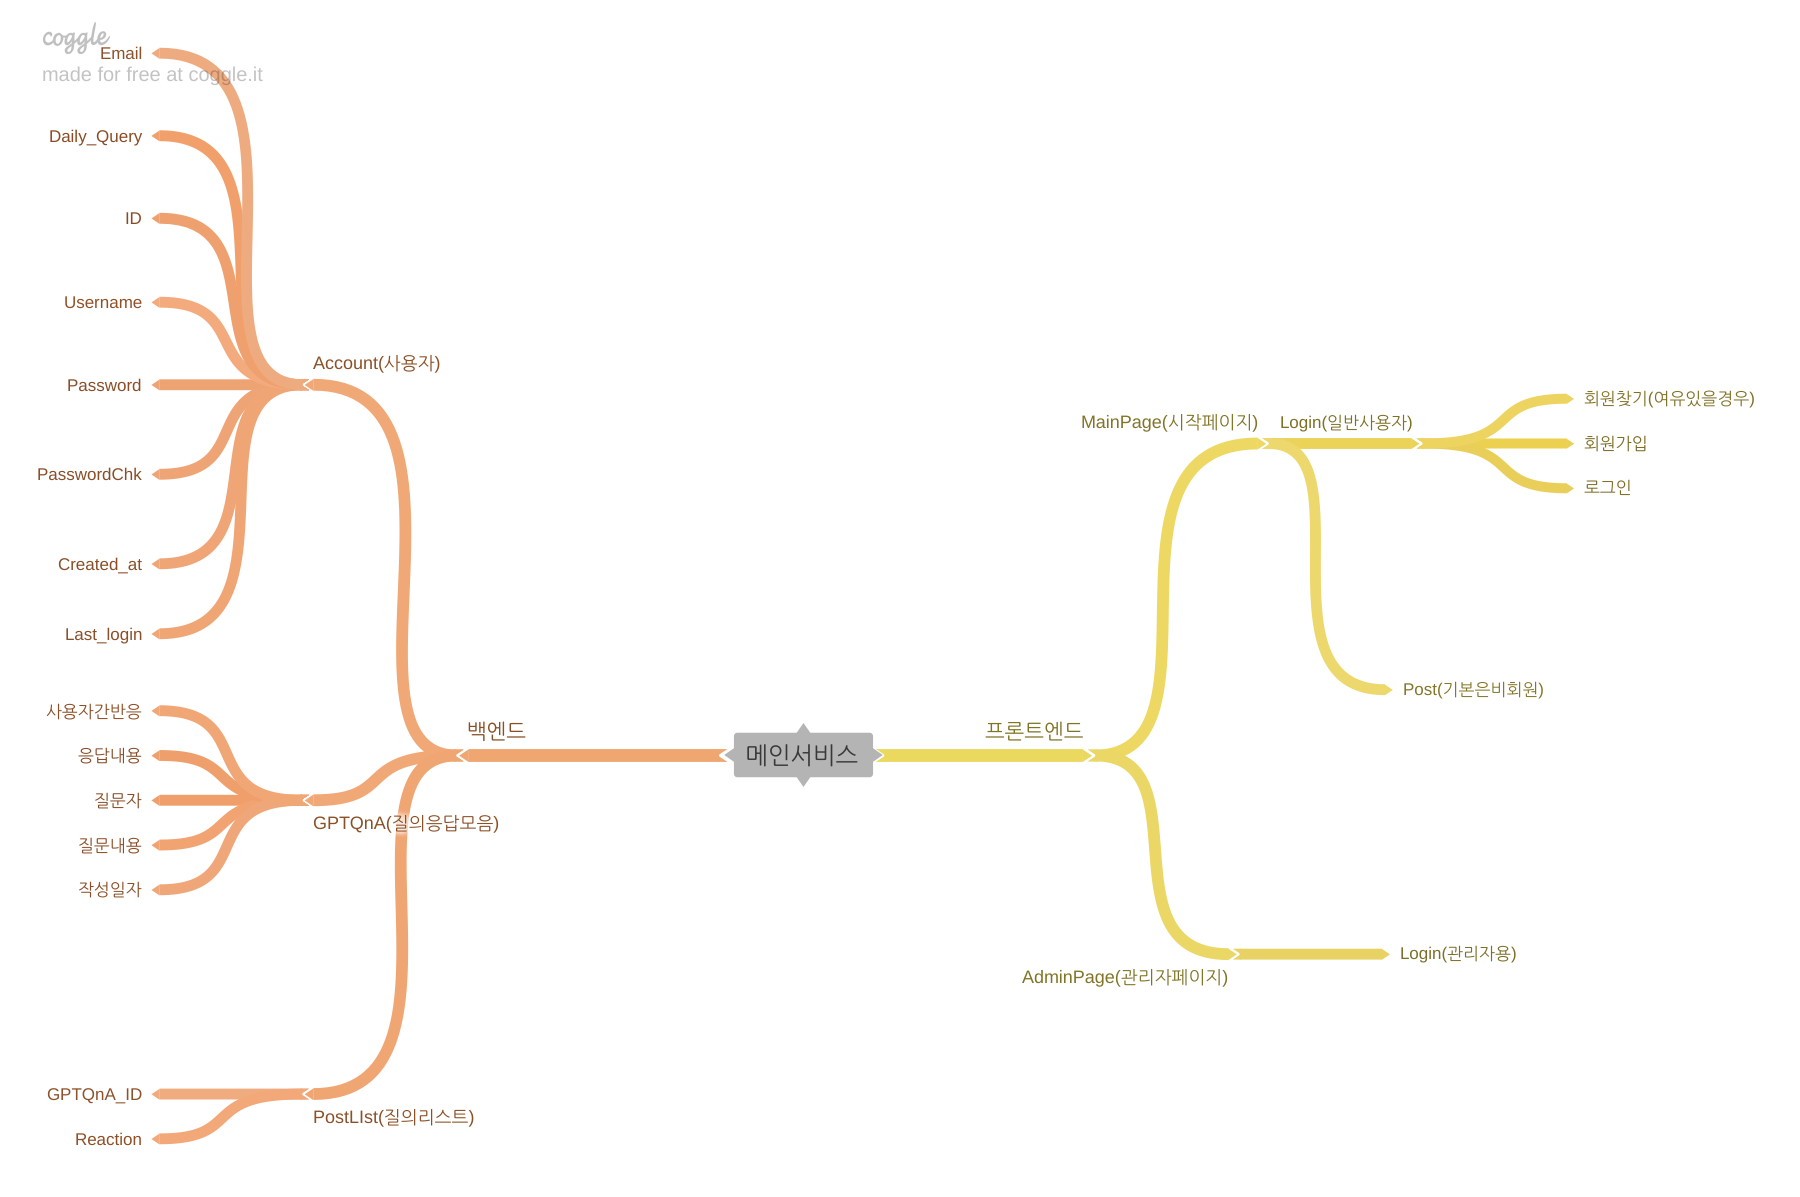 coggle
made for free at coggle.it
Email
Daily_Query
ID
Username
Password
PasswordChk
Created_at
Last_login
Account(사용자)
사용자간반응
응답내용
질문자
질문내용
작성일자
GPTQnA(질의응답모음)
GPTQnA_ID
Reaction
PostLIst(질의리스트)
백엔드
메인서비스
프론트엔드
MainPage(시작페이지)
Login(일반사용자)
회원찾기(여유있을경우)
회원가입
로그인
Post(기본은비회원)
AdminPage(관리자페이지)
Login(관리자용)